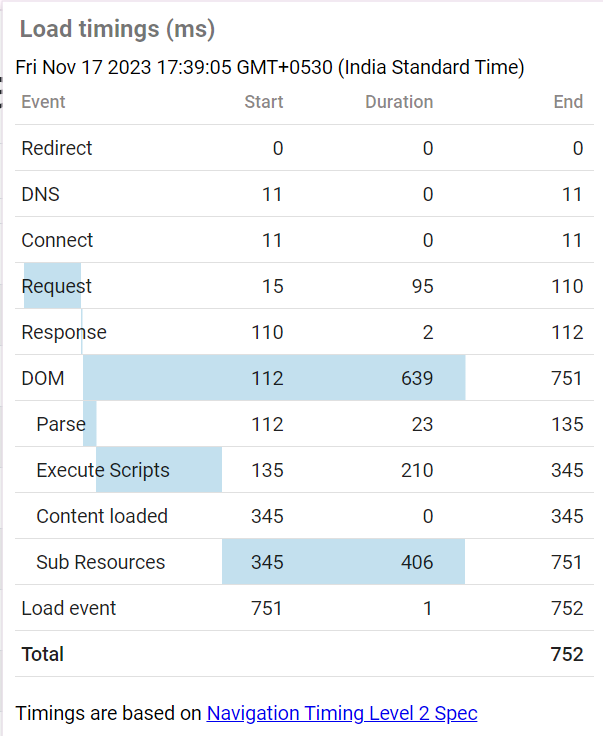 Load timings (ms)
Fri Nov 17 2023 17:39:05 GMT+0530 (India Standard Time)
Event Start Duration End
Redirect 0 0 0
DNS 11 0 11
Connect 11 0 11
Request 15 95 110
Response 110 2 112
DOM 112 639 751
Parse 112 23 135
Execute Scripts 135 210 345
Content loaded 345 0 345
Sub Resources 345 406 751
Load event 751 1 752
Total 752
Timings are based on Navigation Timing Level 2 Spec